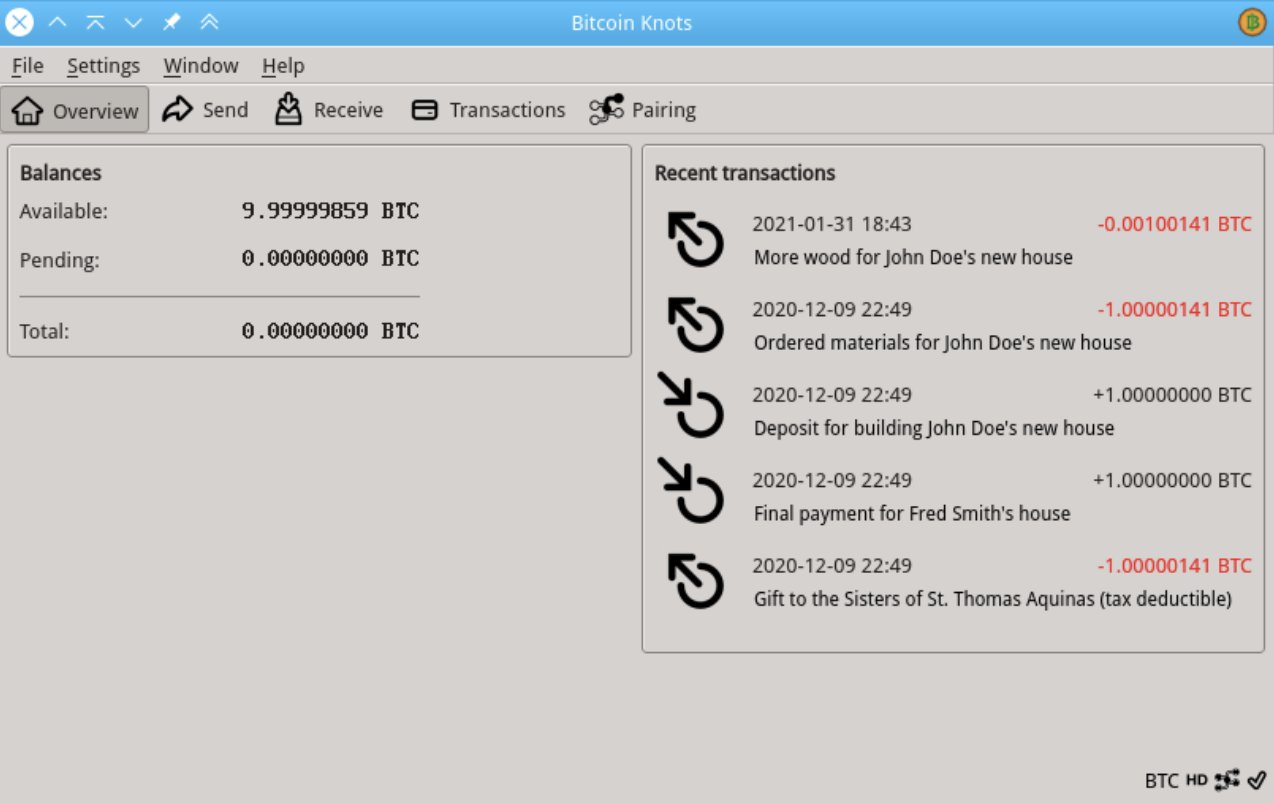 Bitcoin Knots
File Settings Window Help
Overview Send Receive Transactions Pairing
Balances
Available: 9.99999859 BTC
Pending: 0.00000000 BTC
Total: 0.00000000 BTC
Recent transactions
2021-01-31 18:43 -0.00100141 BTC
More wood for John Doe's new house
2020-12-09 22:49 -1.00000141 BTC
Ordered materials for John Doe's new house
2020-12-09 22:49 +1.00000000 BTC
Deposit for building John Doe's new house
2020-12-09 22:49 +1.00000000 BTC
Final payment for Fred Smith's house
2020-12-09 22:49 -1.00000141 BTC
Gift to the Sisters of St. Thomas Aquinas (tax deductible)
BTC HD